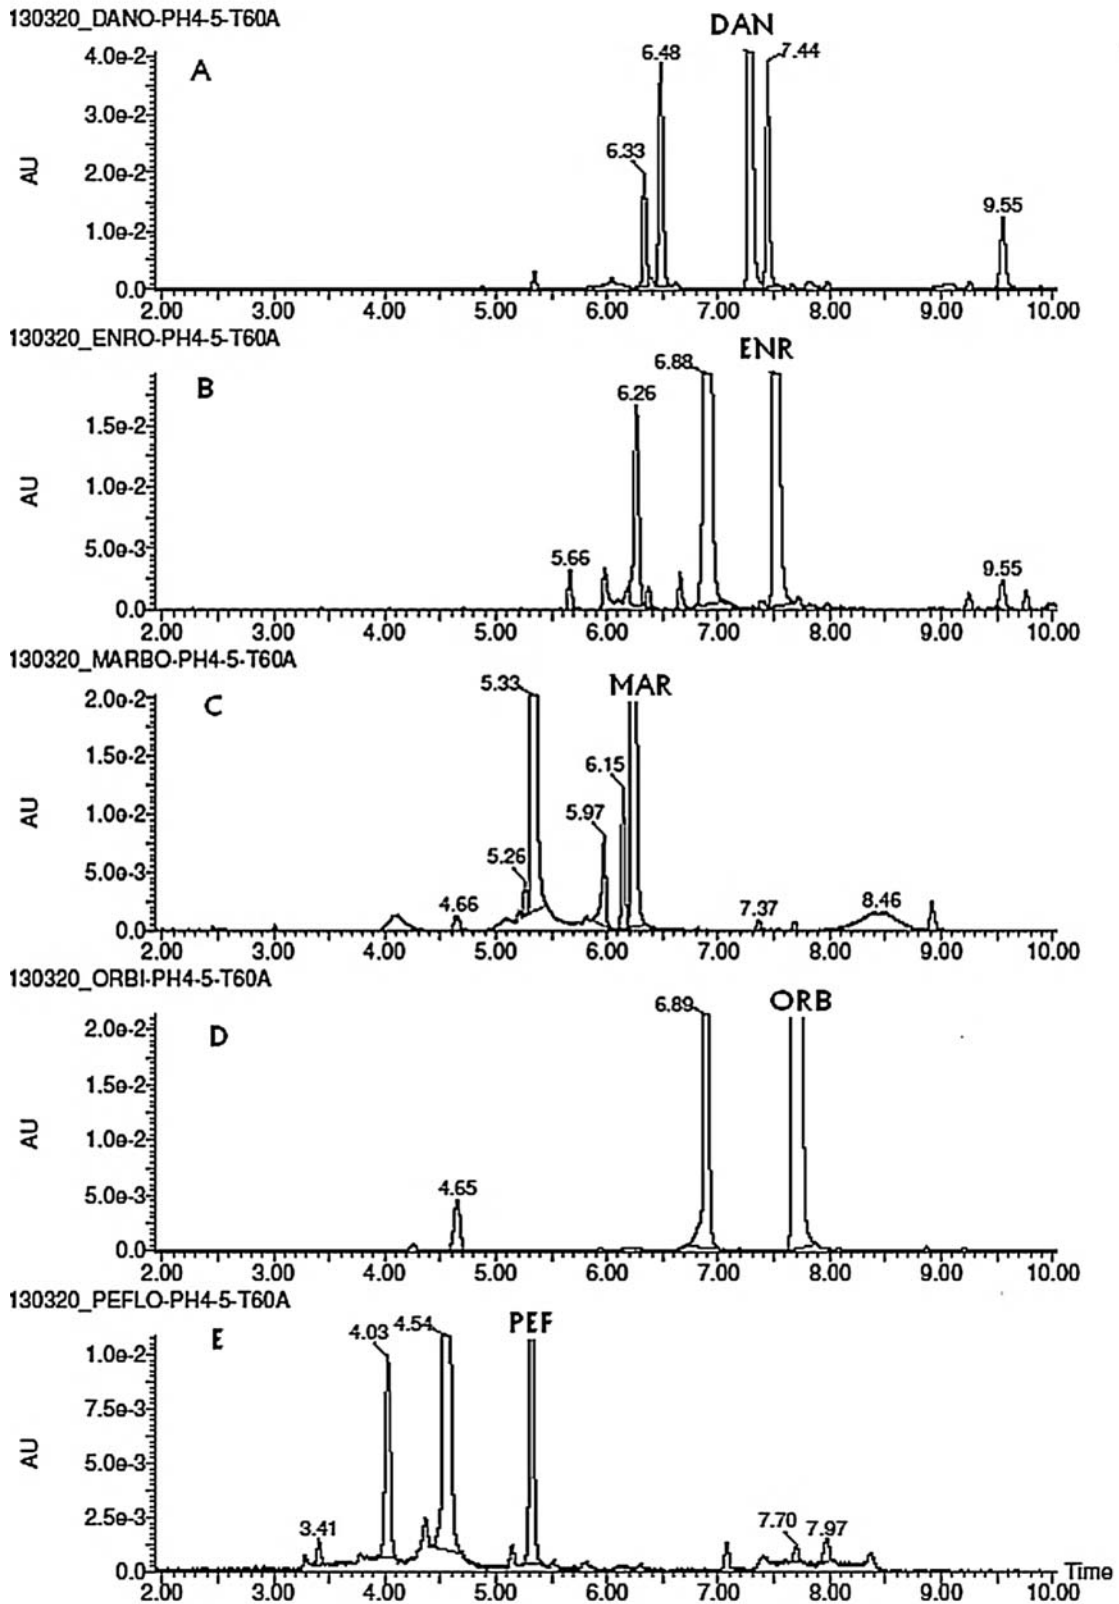 130320_DANO-PH4-5-T60A
DAN
A
AU
4.0e-2
3.0e-2
2.0e-2
1.0e-2
0.0
6.33
6.48
7.44
9.55
2.00 3.00 4.00 5.00 6.00 7.00 8.00 9.00 10.00
130320_ENRO-PH4-5-T60A
ENR
B
AU
1.5e-2
1.0e-2
5.0e-3
0.0
5.66
6.26
6.88
9.55
2.00 3.00 4.00 5.00 6.00 7.00 8.00 9.00 10.00
130320_MARBO-PH4-5-T60A
MAR
C
AU
2.0e-2
1.5e-2
1.0e-2
5.0e-3
0.0
4.66
5.26
5.33
5.97
6.15
7.37
8.46
2.00 3.00 4.00 5.00 6.00 7.00 8.00 9.00 10.00
130320_ORBI-PH4-5-T60A
ORB
D
AU
2.0e-2
1.5e-2
1.0e-2
5.0e-3
0.0
4.65
6.89
2.00 3.00 4.00 5.00 6.00 7.00 8.00 9.00 10.00
130320_PEFLO-PH4-5-T60A
PEF
E
AU
1.0e-2
7.5e-3
5.0e-3
2.5e-3
0.0
3.41
4.03
4.54
7.70
7.97
2.00 3.00 4.00 5.00 6.00 7.00 8.00 9.00 10.00
Time